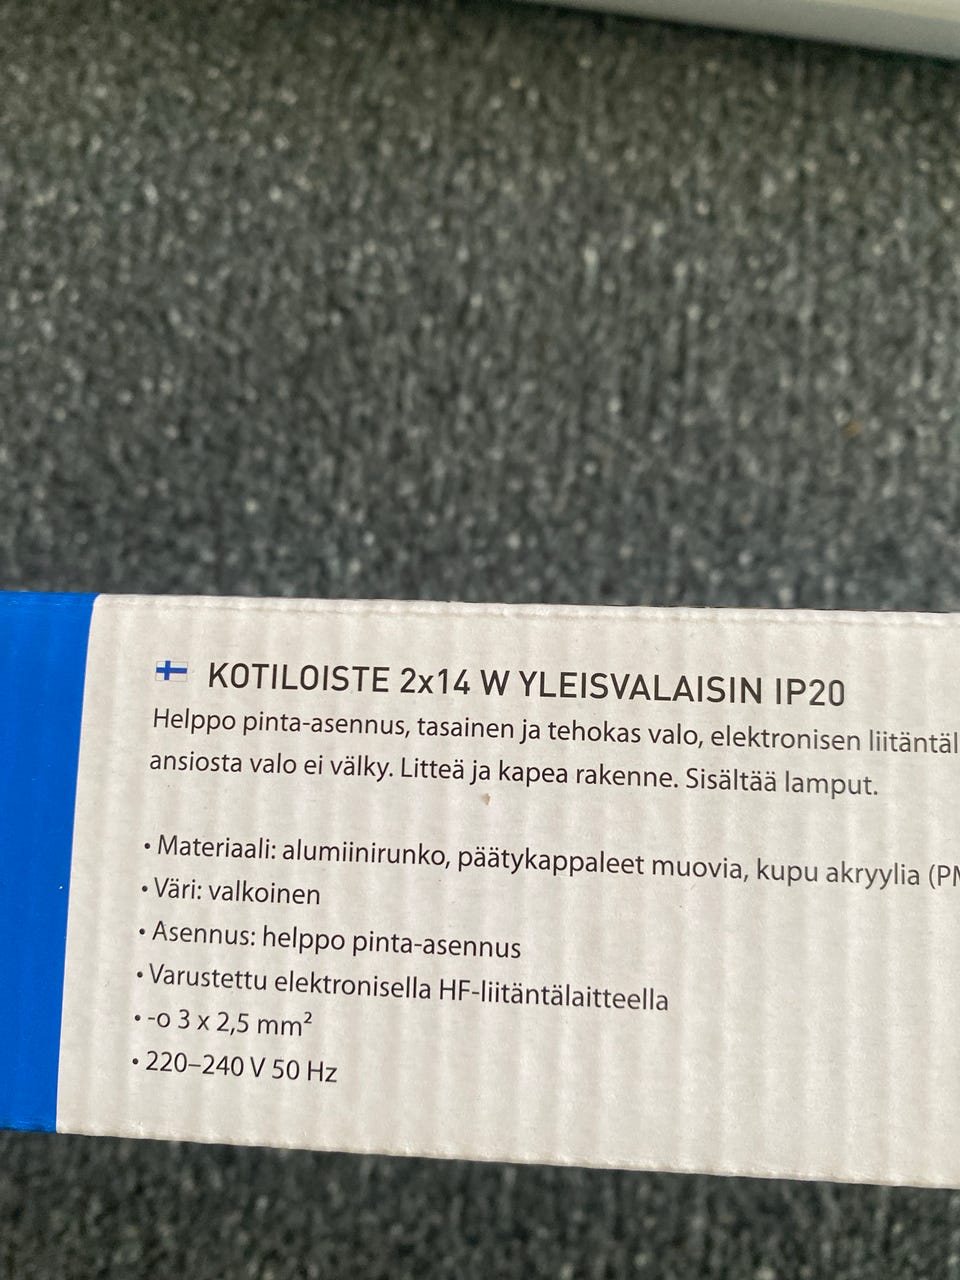 KOTILOISTE 2x14 W YLEISVALAISIN IP20
Helppo pinta-asennus, tasainen ja tehokas valo, elektronisen
ansiosta valo ei välky. Litteä ja kapea rakenne. Sisältää lamput.
• Materiaali: alumiinirunko, päätykappaleet muovia, kupu akryylia
• Väri: valkoinen
• Asennus: helppo pinta-asennus
• Varustettu elektronisella HF-liitäntälaitteella
• -o 3 x 2,5 mm²
• 220–240 V 50 Hz